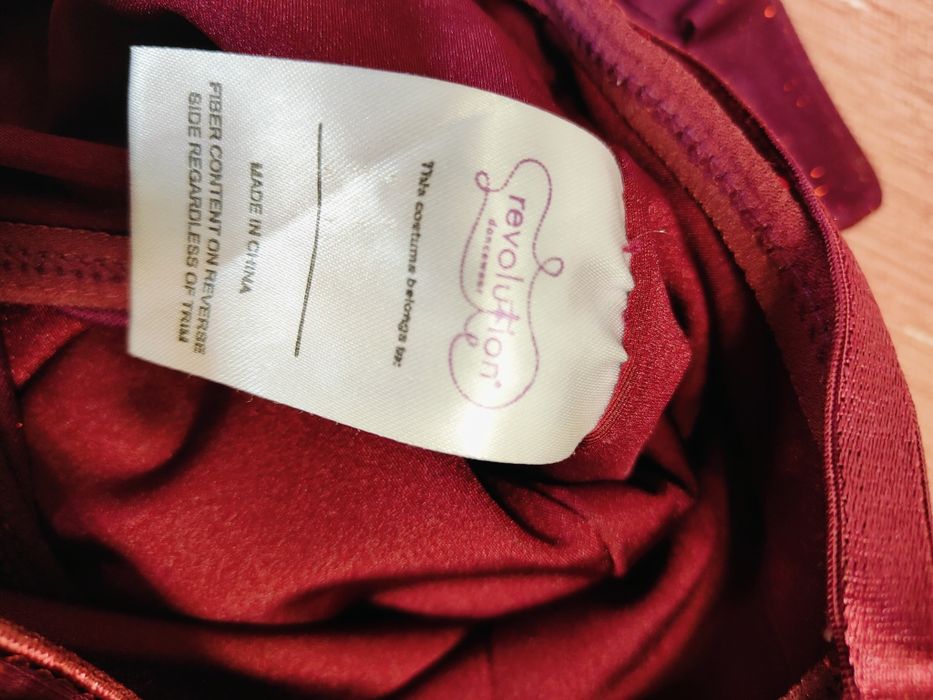 revolution®
dancewear
This costume belongs to:
MADE IN CHINA
FIBER CONTENT ON REVERSE
SIDE REGARDLESS OF TRIM